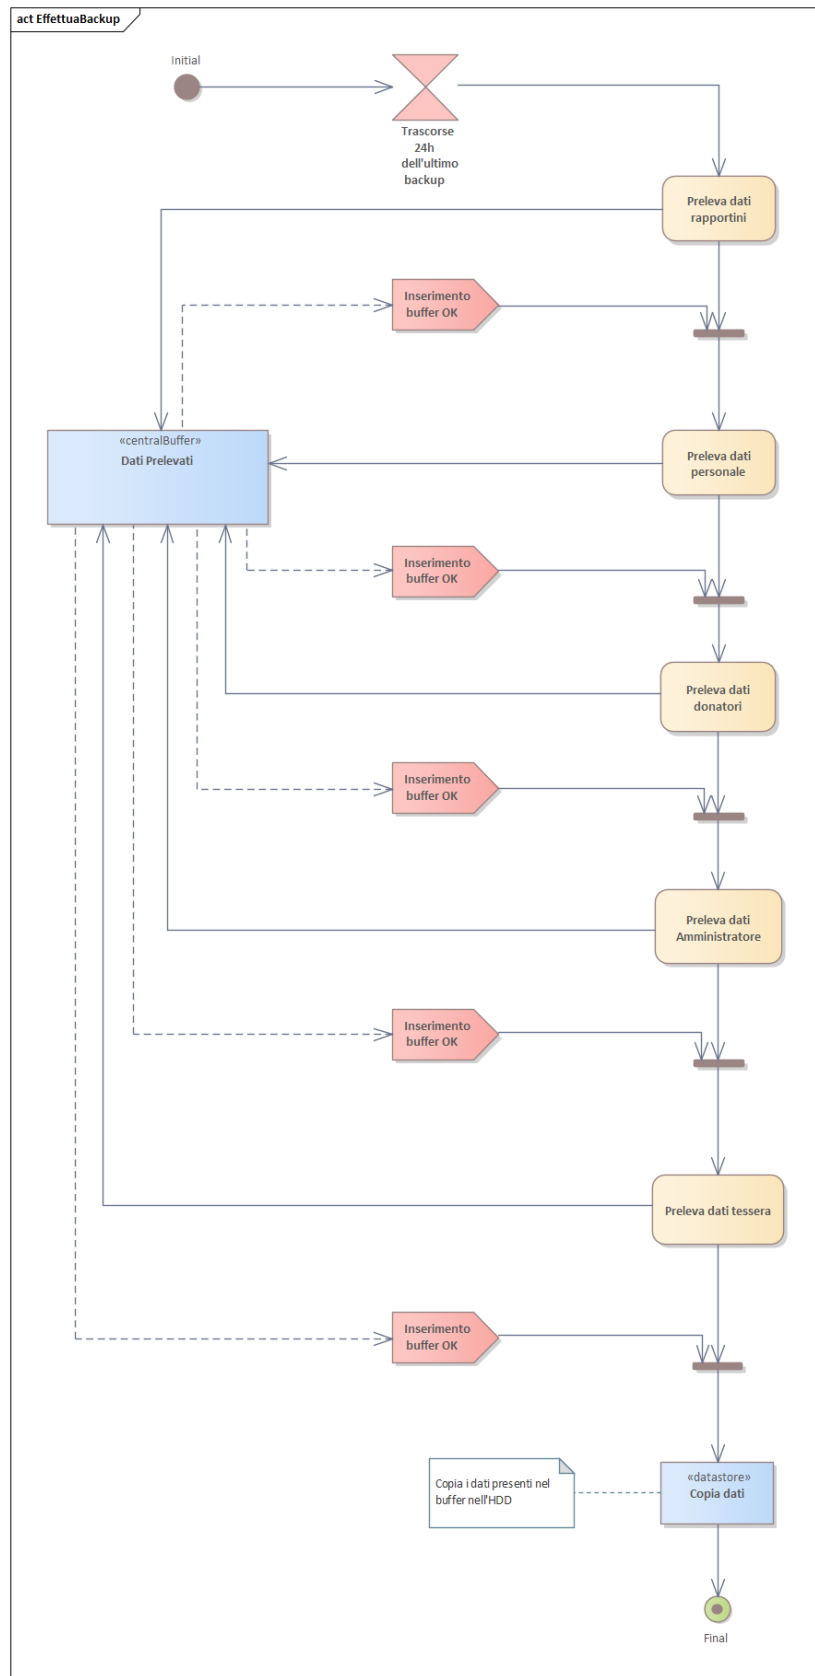 act EffettuaBackup
Initial
Trascorse
24h
dell'ultimo
backup
Preleva dati
rapportini
Inserimento
buffer OK
«centralBuffer»
Dati Prelevati
Preleva dati
personale
Inserimento
buffer OK
Preleva dati
donatori
Inserimento
buffer OK
Preleva dati
Amministratore
Inserimento
buffer OK
Preleva dati tessera
Inserimento
buffer OK
Copia i dati presenti nel
buffer nell'HDD
«datastore»
Copia dati
Final